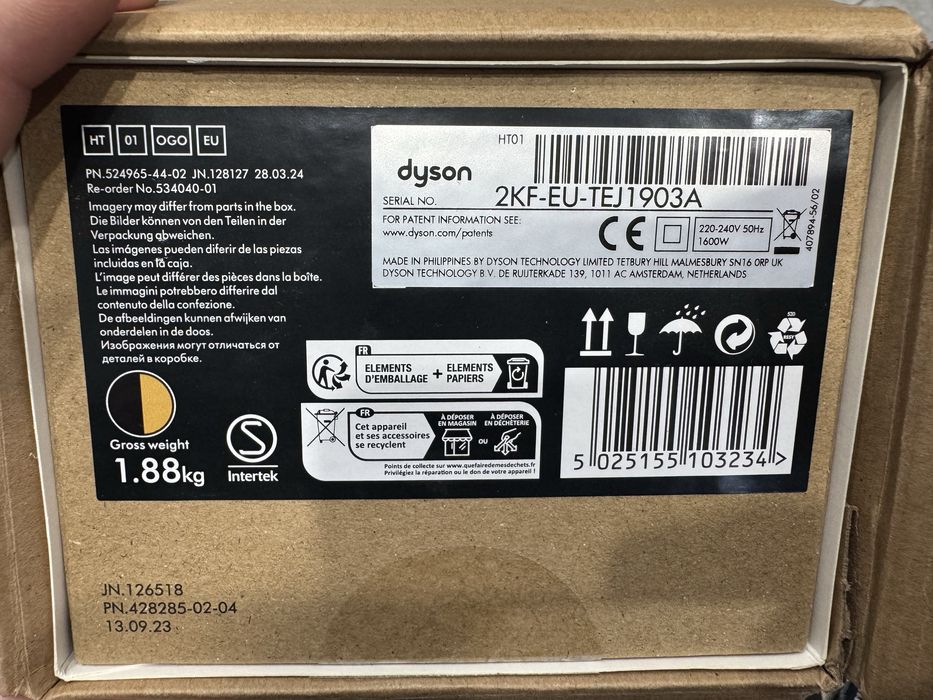 HT 01 OGO EU
PN.524965-44-02 JN.128127 28.03.24
Re-order No.534040-01
Imagery may differ from parts in the box.
Die Bilder können von den Teilen in der
Verpackung abweichen.
Las imágenes pueden diferir de las piezas
incluidas en la caja.
L'image peut différer des pièces dans la boîte.
Le immagini potrebbero differire dal
contenuto della confezione.
De afbeeldingen kunnen afwijken van
onderdelen in de doos.
Изображения могут отличаться от
деталей в коробке.
Gross weight
1.88kg
S
Intertek
HT01
dyson
SERIAL NO. 2KF-EU-TEJ1903A
FOR PATENT INFORMATION SEE:
www.dyson.com/patents
CE
220-240V 50Hz
1600W
407894-56/02
MADE IN PHILIPPINES BY DYSON TECHNOLOGY LIMITED TETBURY HILL MALMESBURY SN16 0RP UK
DYSON TECHNOLOGY B.V. DE RUIJTERKADE 139, 1011 AC AMSTERDAM, NETHERLANDS
FR
ELEMENTS
D'EMBALLAGE + ELEMENTS
PAPIERS
FR
Cet appareil
et ses accessoires
se recyclent
À DÉPOSER
EN MAGASIN
OU
À DÉPOSER
EN DÉCHÈTERIE
Points de collecte sur www.quefairedemesdechets.fr
Privilégiez la réparation ou le don de votre appareil !
RESY
5 025155 103234 >
JN.126518
PN.428285-02-04
13.09.23